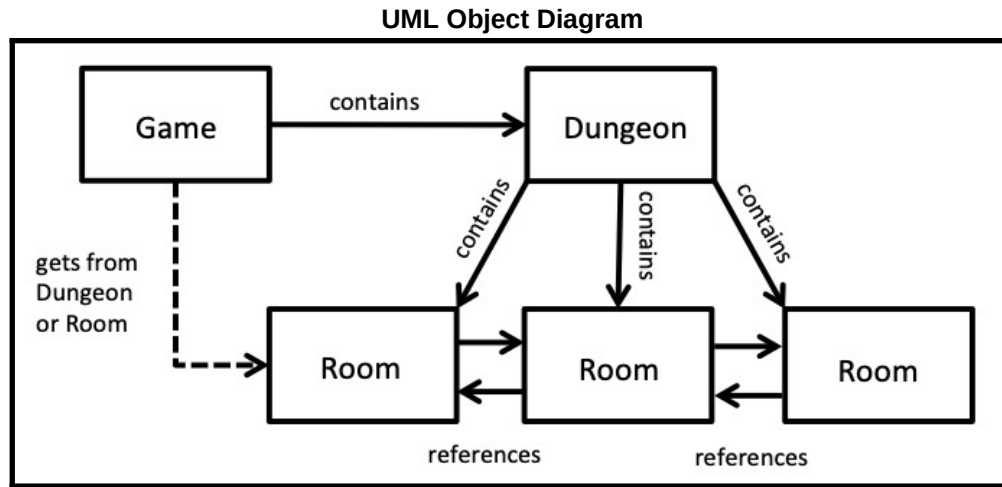 UML Object Diagram
Game
contains
Dungeon
contains
contains
contains
gets from
Dungeon
or Room
Room
Room
Room
references
references